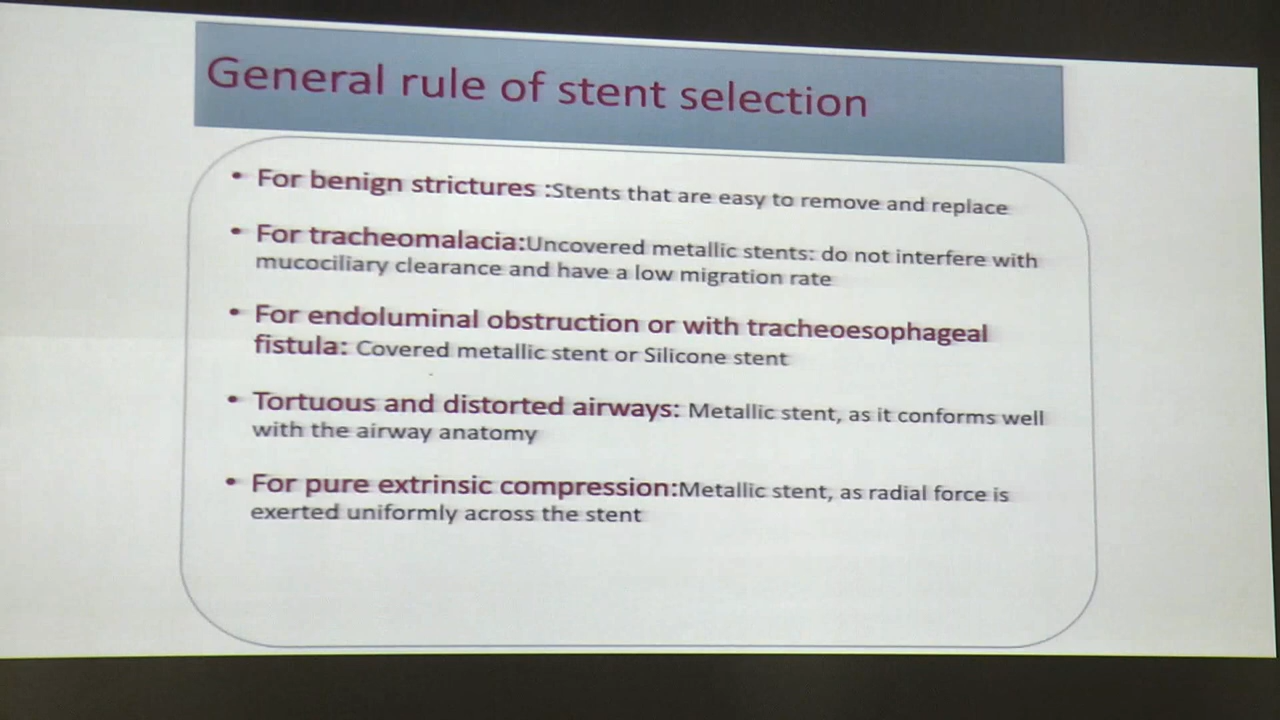 General rule of stent selection
• For benign strictures :Stents that are easy to remove and replace
• For tracheomalacia:Uncovered metallic stents: do not interfere with
mucociliary clearance and have a low migration rate
• For endoluminal obstruction or with tracheoesophageal
fistula: Covered metallic stent or Silicone stent
• Tortuous and distorted airways: Metallic stent, as it conforms well
with the airway anatomy
• For pure extrinsic compression:Metallic stent, as radial force is
exerted uniformly across the stent